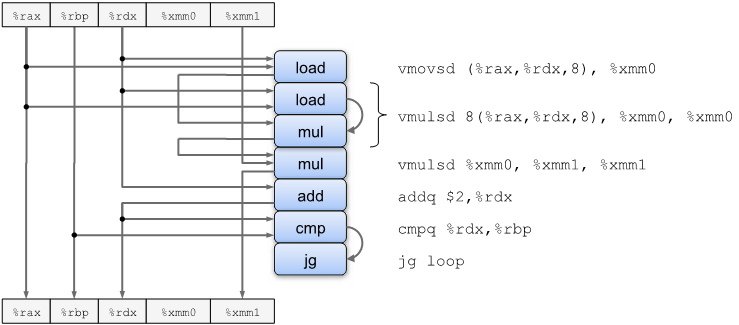 %rax %rbp %rdx %xmm0 %xmm1
load vmovsd (%rax,%rdx,8), %xmm0
load
vmulsd 8(%rax,%rdx,8), %xmm0, %xmm0
mul
mul vmulsd %xmm0, %xmm1, %xmm1
add addq $2,%rdx
cmp cmpq %rdx,%rbp
jg jg loop
%rax %rbp %rdx %xmm0 %xmm1